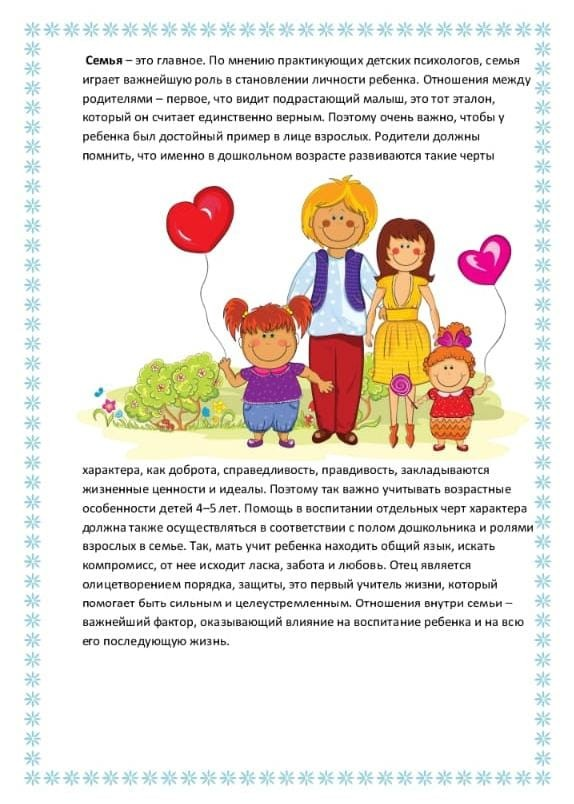 Семья – это главное. По мнению практикующих детских психологов, семья
играет важнейшую роль в становлении личности ребенка. Отношения между
родителями – первое, что видит подрастающий малыш, это тот эталон,
который он считает единственно верным. Поэтому очень важно, чтобы у
ребенка был достойный пример в лице взрослых. Родители должны
помнить, что именно в дошкольном возрасте развиваются такие черты
характера, как доброта, справедливость, правдивость, закладываются
жизненные ценности и идеалы. Поэтому так важно учитывать возрастные
особенности детей 4–5 лет. Помощь в воспитании отдельных черт характера
должна также осуществляться в соответствии с полом дошкольника и ролями
взрослых в семье. Так, мать учит ребенка находить общий язык, искать
компромисс, от нее исходит ласка, забота и любовь. Отец является
олицетворением порядка, защиты, это первый учитель жизни, который
помогает быть сильным и целеустремленным. Отношения внутри семьи –
важнейший фактор, оказывающий влияние на воспитание ребенка и на всю
его последующую жизнь.